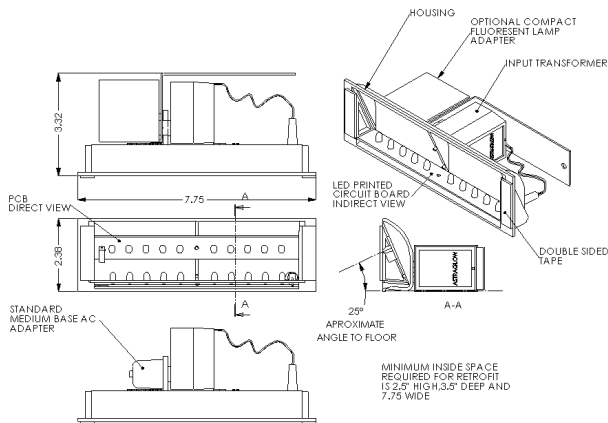 HOUSING
OPTIONAL COMPACT
FLUORESENT LAMP
ADAPTER
INPUT TRANSFORMER
3.32
7.75
A
PCB
DIRECT VIEW
LED PRINTED
CIRCUIT BOARD
INDIRECT VIEW
2.38
DOUBLE SIDED
TAPE
ASTRAGLOW
A-A
A
25°
APROXIMATE
ANGLE TO FLOOR
STANDARD
MEDIUM BASE AC
ADAPTER
MINIMUM INSIDE SPACE
REQUIRED FOR RETROFIT
IS 2.5" HIGH,3.5" DEEP AND
7.75 WIDE